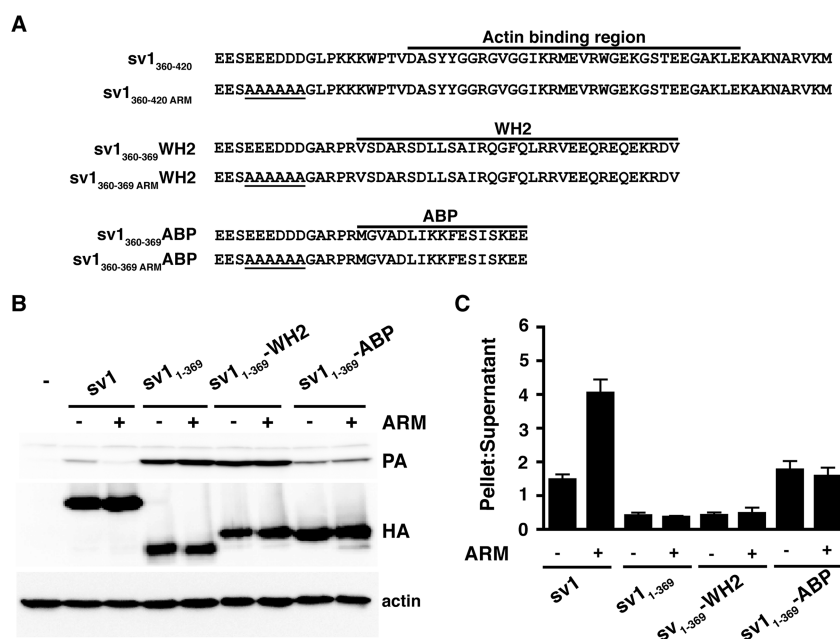 A
Actin binding region
sv1360-420 EESEEEDDDGLPKKKWPTVDASYYGGRGVGGIKRMEVRWGEKGSTEEGAKLEKAKNARVKM
sv1360-420 ARM EESAAAAAAGLPKKKWPTVDASYYGGRGVGGIKRMEVRWGEKGSTEEGAKLEKAKNARVKM
WH2
sv1360-369WH2 EESEEEDDDGARPRVSDARSDLLSAIRQGFQLRRVEEQREQEKRDV
sv1360-369 ARMWH2 EESAAAAAAGARPRVSDARSDLLSAIRQGFQLRRVEEQREQEKRDV
ABP
sv1360-369ABP EESEEEDDDGARPRMGVADLIKKFESISKEE
sv1360-369 ARMABP EESAAAAAAGARPRMGVADLIKKFESISKEE
B
- sv1 sv11-369 sv11-369-WH2 sv11-369-ABP
- + - + - + - + ARM
PA
HA
actin
C
Pellet:Supernatant
6
5
4
3
2
1
0
ARM - + - + - + - +
sv1 sv11-369 sv1-369-WH2 sv11-369-ABP